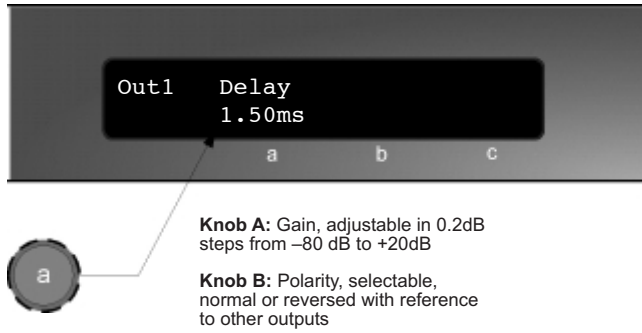 Out1 Delay
1.50ms
a b c
a
Knob A: Gain, adjustable in 0.2dB
steps from –80 dB to +20dB
Knob B: Polarity, selectable,
normal or reversed with reference
to other outputs